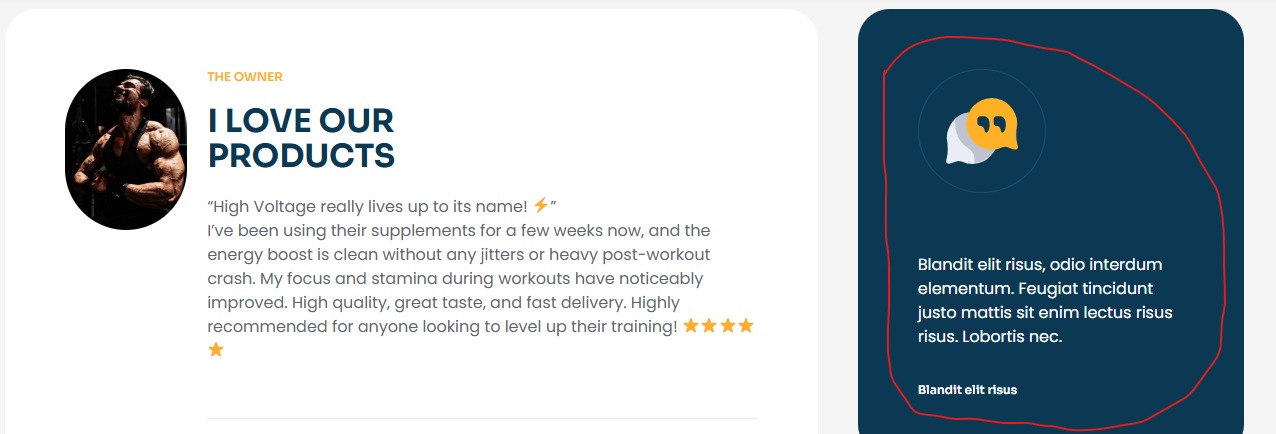 THE OWNER
I LOVE OUR
PRODUCTS
“High Voltage really lives up to its name! ⚡”
I’ve been using their supplements for a few weeks now, and the
energy boost is clean without any jitters or heavy post-workout
crash. My focus and stamina during workouts have noticeably
improved. High quality, great taste, and fast delivery. Highly
recommended for anyone looking to level up their training! ⭐⭐⭐⭐
⭐
Blandit elit risus, odio interdum
elementum. Feugiat tincidunt
justo mattis sit enim lectus risus
risus. Lobortis nec.
Blandit elit risus